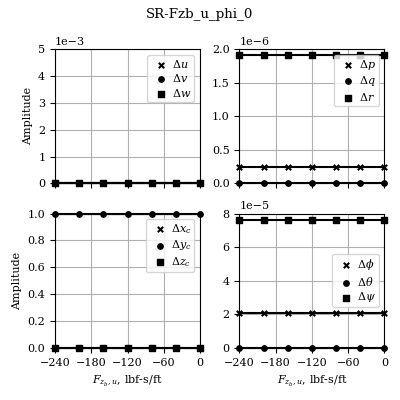 SR-Fzb_u_phi_0
1e−3
5
4
3
2
1
0
Amplitude
Δu
Δv
Δw
1e−6
2.0
1.5
1.0
0.5
0.0
Δp
Δq
Δr
1.0
0.8
0.6
0.4
0.2
0.0
Amplitude
Δx_c
Δy_c
Δz_c
−240 −180 −120 −60 0
F_{z_b,u}, lbf-s/ft
1e−5
8
6
4
2
0
Δϕ
Δθ
Δψ
−240 −180 −120 −60 0
F_{z_b,u}, lbf-s/ft